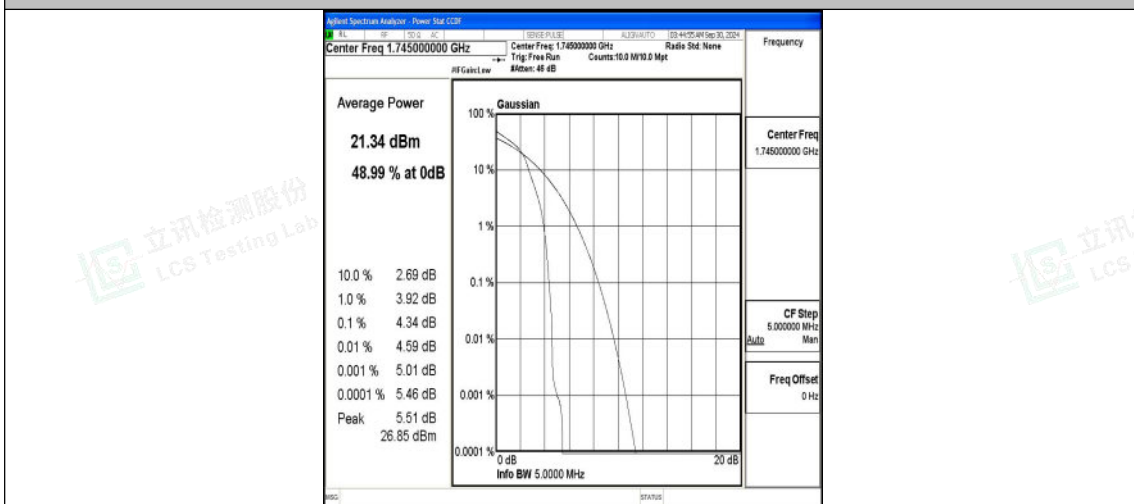 Agilent Spectrum Analyzer - Power Stat CCDF
RL RF 50 Ω AC SENSE:PULSE ALIGNAUTO 03:44:55 AM Sep 30, 2024
Center Freq 1.745000000 GHz
Center Freq: 1.745000000 GHz Radio Std: None
Trig: Free Run Counts:10.0 M/10.0 Mpt
#IFGain:Low #Atten: 46 dB
Frequency
Average Power
21.34 dBm
48.99 % at 0dB
10.0 % 2.69 dB
1.0 % 3.92 dB
0.1 % 4.34 dB
0.01 % 4.59 dB
0.001 % 5.01 dB
0.0001 % 5.46 dB
Peak 5.51 dB
26.85 dBm
Gaussian
100 %
10 %
1 %
0.1 %
0.01 %
0.001 %
0.0001 %
0 dB 20 dB
Info BW 5.0000 MHz
Center Freq
1.745000000 GHz
CF Step
5.000000 MHz
Auto Man
Freq Offset
0 Hz
MSG STATUS
立讯检测股份
LCS Testing Lab
立讯
LCS